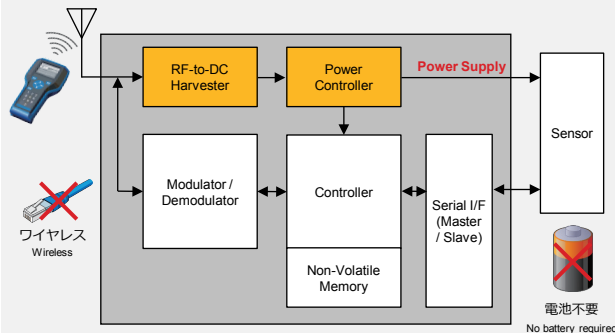 RF-to-DC
Harvester
Power
Controller
Power Supply
Sensor
Modulator /
Demodulator
Controller
Serial I/F
(Master
/ Slave)
Non-Volatile
Memory
ワイヤレス
Wireless
電池不要
No battery required